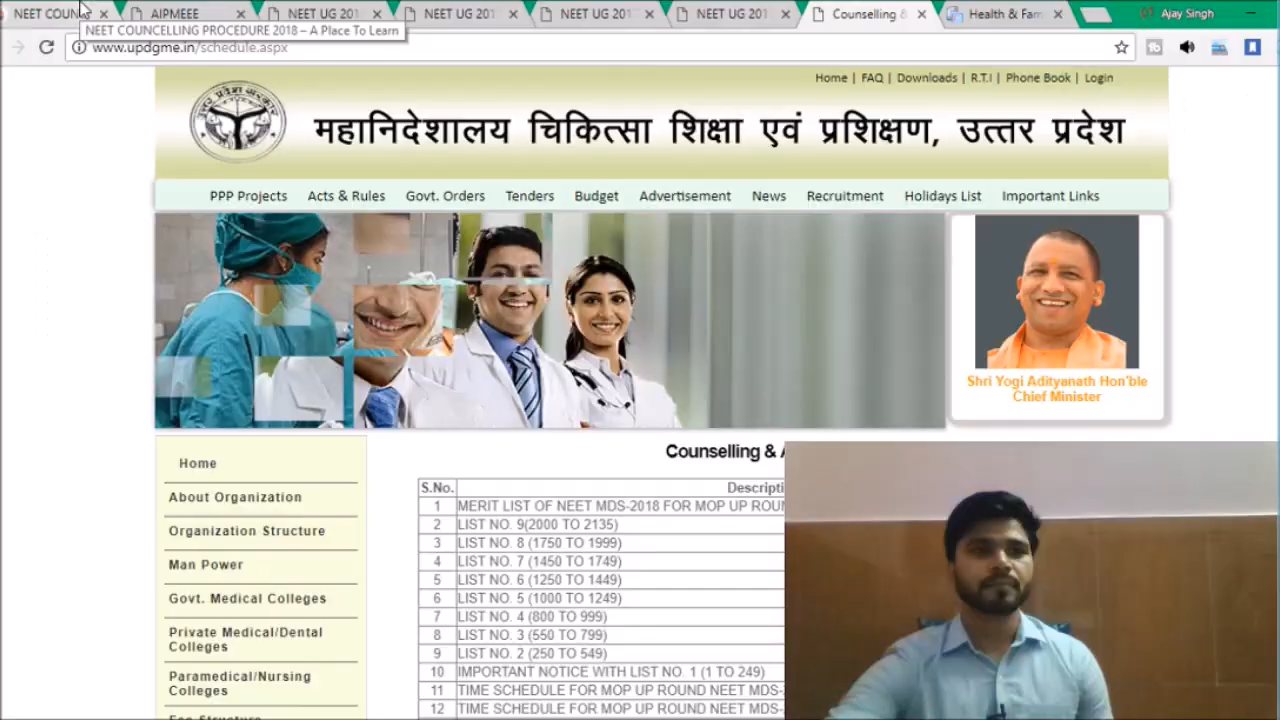 NEET COUN
AIPMEEE
NEET UG 201
NEET UG 201
NEET UG 201
NEET UG 201
Counselling &
Health & Fam
Ajay Singh
NEET COUNCELLING PROCEDURE 2018 – A Place To Learn
www.updgme.in/schedule.aspx
Home | FAQ | Downloads | R.T.I | Phone Book | Login
महानिदेशालय चिकित्सा शिक्षा एवं प्रशिक्षण, उत्तर प्रदेश
PPP Projects Acts & Rules Govt. Orders Tenders Budget Advertisement News Recruitment Holidays List Important Links
Shri Yogi Adityanath Hon'ble
Chief Minister
Home
About Organization
Organization Structure
Man Power
Govt. Medical Colleges
Private Medical/Dental
Colleges
Paramedical/Nursing
Colleges
Counselling &
S.No. Descripti
1 MERIT LIST OF NEET MDS-2018 FOR MOP UP ROUN
2 LIST NO. 9(2000 TO 2135)
3 LIST NO. 8 (1750 TO 1999)
4 LIST NO. 7 (1450 TO 1749)
5 LIST NO. 6 (1250 TO 1449)
6 LIST NO. 5 (1000 TO 1249)
7 LIST NO. 4 (800 TO 999)
8 LIST NO. 3 (550 TO 799)
9 LIST NO. 2 (250 TO 549)
10 IMPORTANT NOTICE WITH LIST NO. 1 (1 TO 249)
11 TIME SCHEDULE FOR MOP UP ROUND NEET MDS-
12 TIME SCHEDULE FOR MOP UP ROUND NEET MDS-